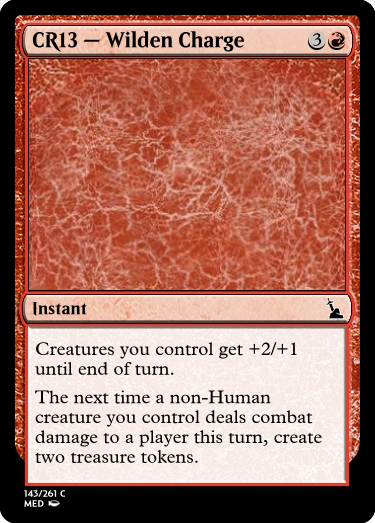 CR13 — Wilden Charge 3
Instant
Creatures you control get +2/+1
until end of turn.
The next time a non-Human
creature you control deals combat
damage to a player this turn, create
two treasure tokens.
143/261 C
MED